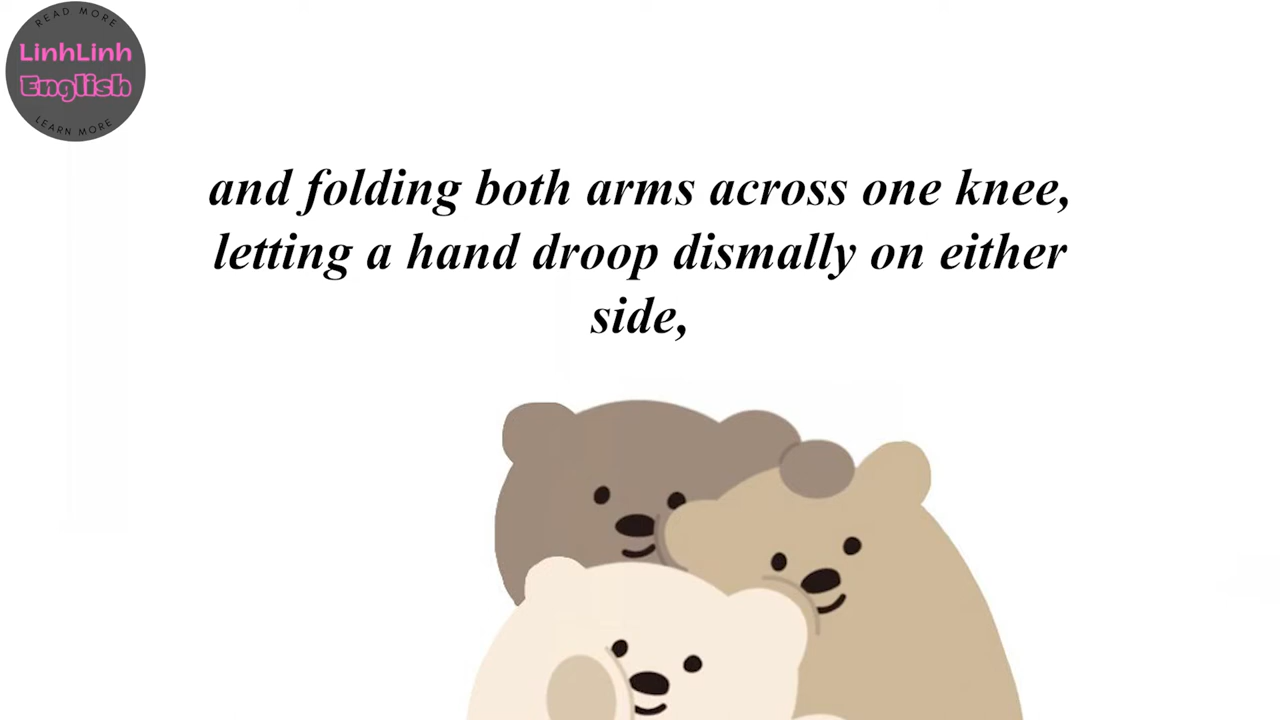 READ MORE
LinhLinh
English
LEARN MORE
and folding both arms across one knee,
letting a hand droop dismally on either
side,